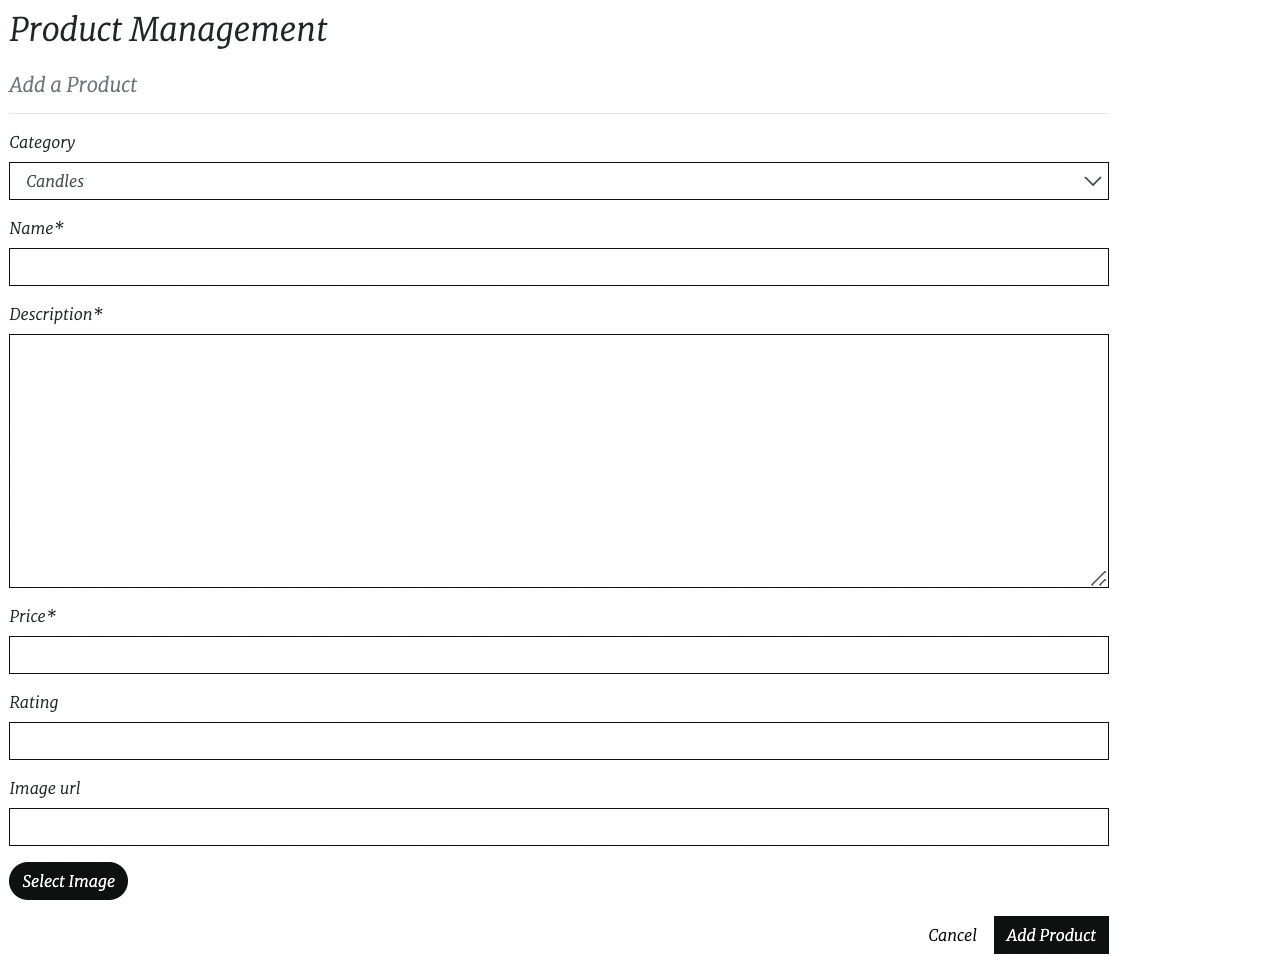 Product Management
Add a Product
Category
Candles
Name*
Description*
Price*
Rating
Image url
Select Image
Cancel
Add Product